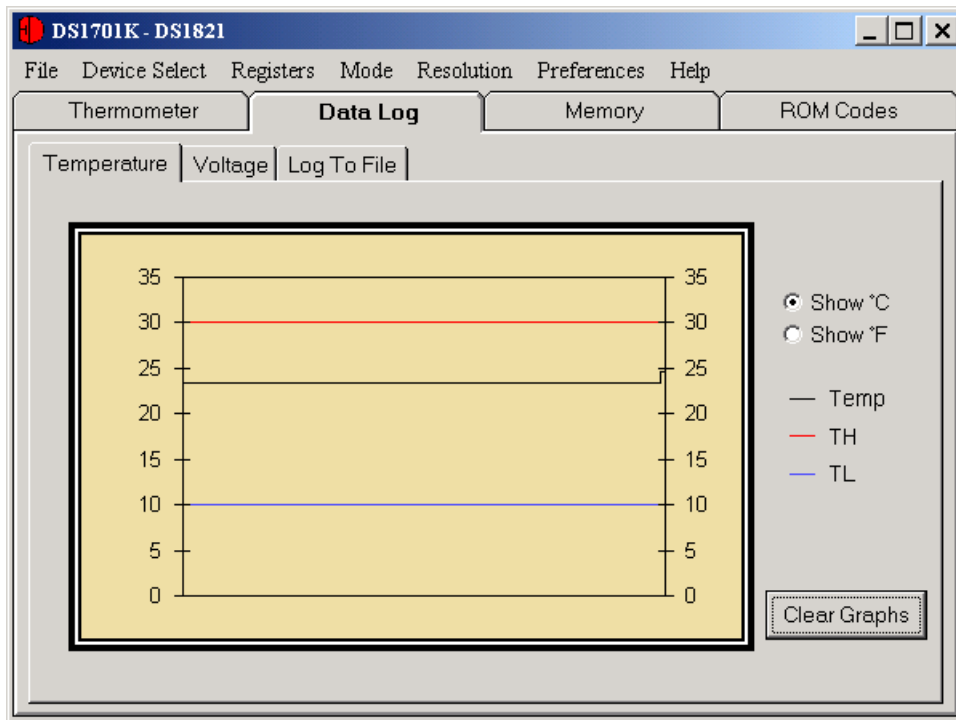 DS1701K - DS1821
File Device Select Registers Mode Resolution Preferences Help
Thermometer Data Log Memory ROM Codes
Temperature Voltage Log To File
35 35
30 30
25 25
20 20
15 15
10 10
5 5
0 0
Show °C
Show °F
Temp
TH
TL
Clear Graphs